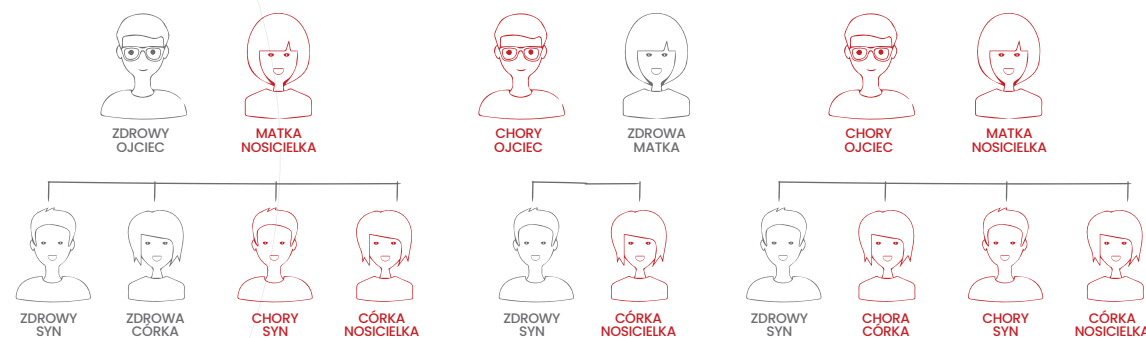 ZDROWY
OJCIEC
MATKA
NOSICIELKA
CHORY
OJCIEC
ZDROWA
MATKA
CHORY
OJCIEC
MATKA
NOSICIELKA
ZDROWY
SYN
ZDROWA
CÓRKA
CHORY
SYN
CÓRKA
NOSICIELKA
ZDROWY
SYN
CÓRKA
NOSICIELKA
ZDROWY
SYN
CHORA
CÓRKA
CHORY
SYN
CÓRKA
NOSICIELKA